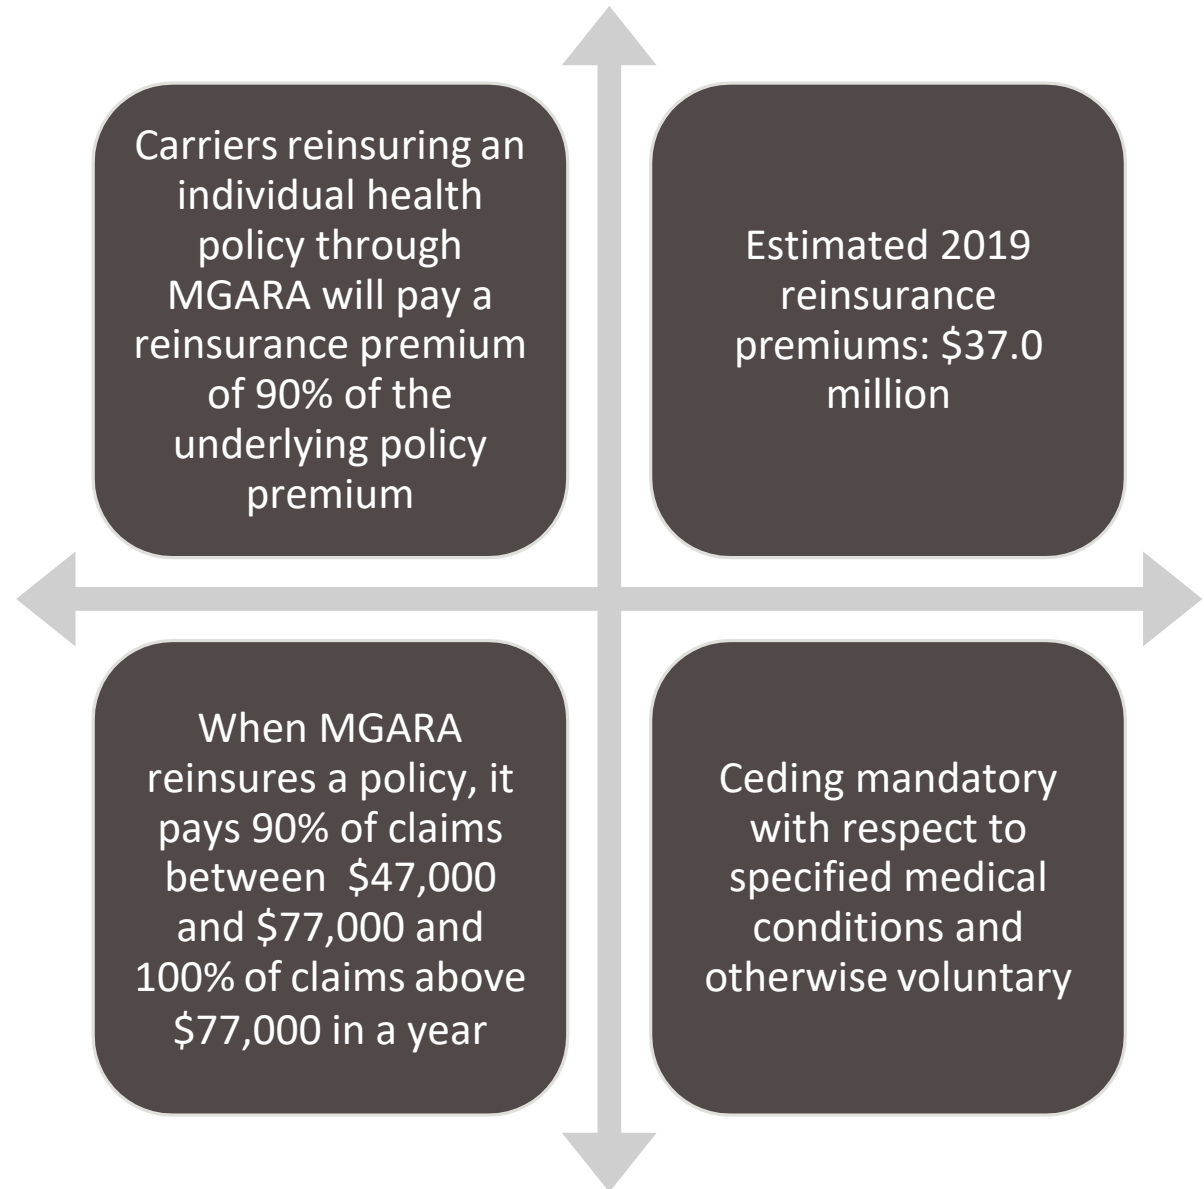 Carriers reinsuring an
individual health
policy through
MGARA will pay a
reinsurance premium
of 90% of the
underlying policy
premium
Estimated 2019
reinsurance
premiums: $37.0
million
When MGARA
reinsures a policy, it
pays 90% of claims
between  $47,000
and $77,000 and
100% of claims above
$77,000 in a year
Ceding mandatory
with respect to
specified medical
conditions and
otherwise voluntary